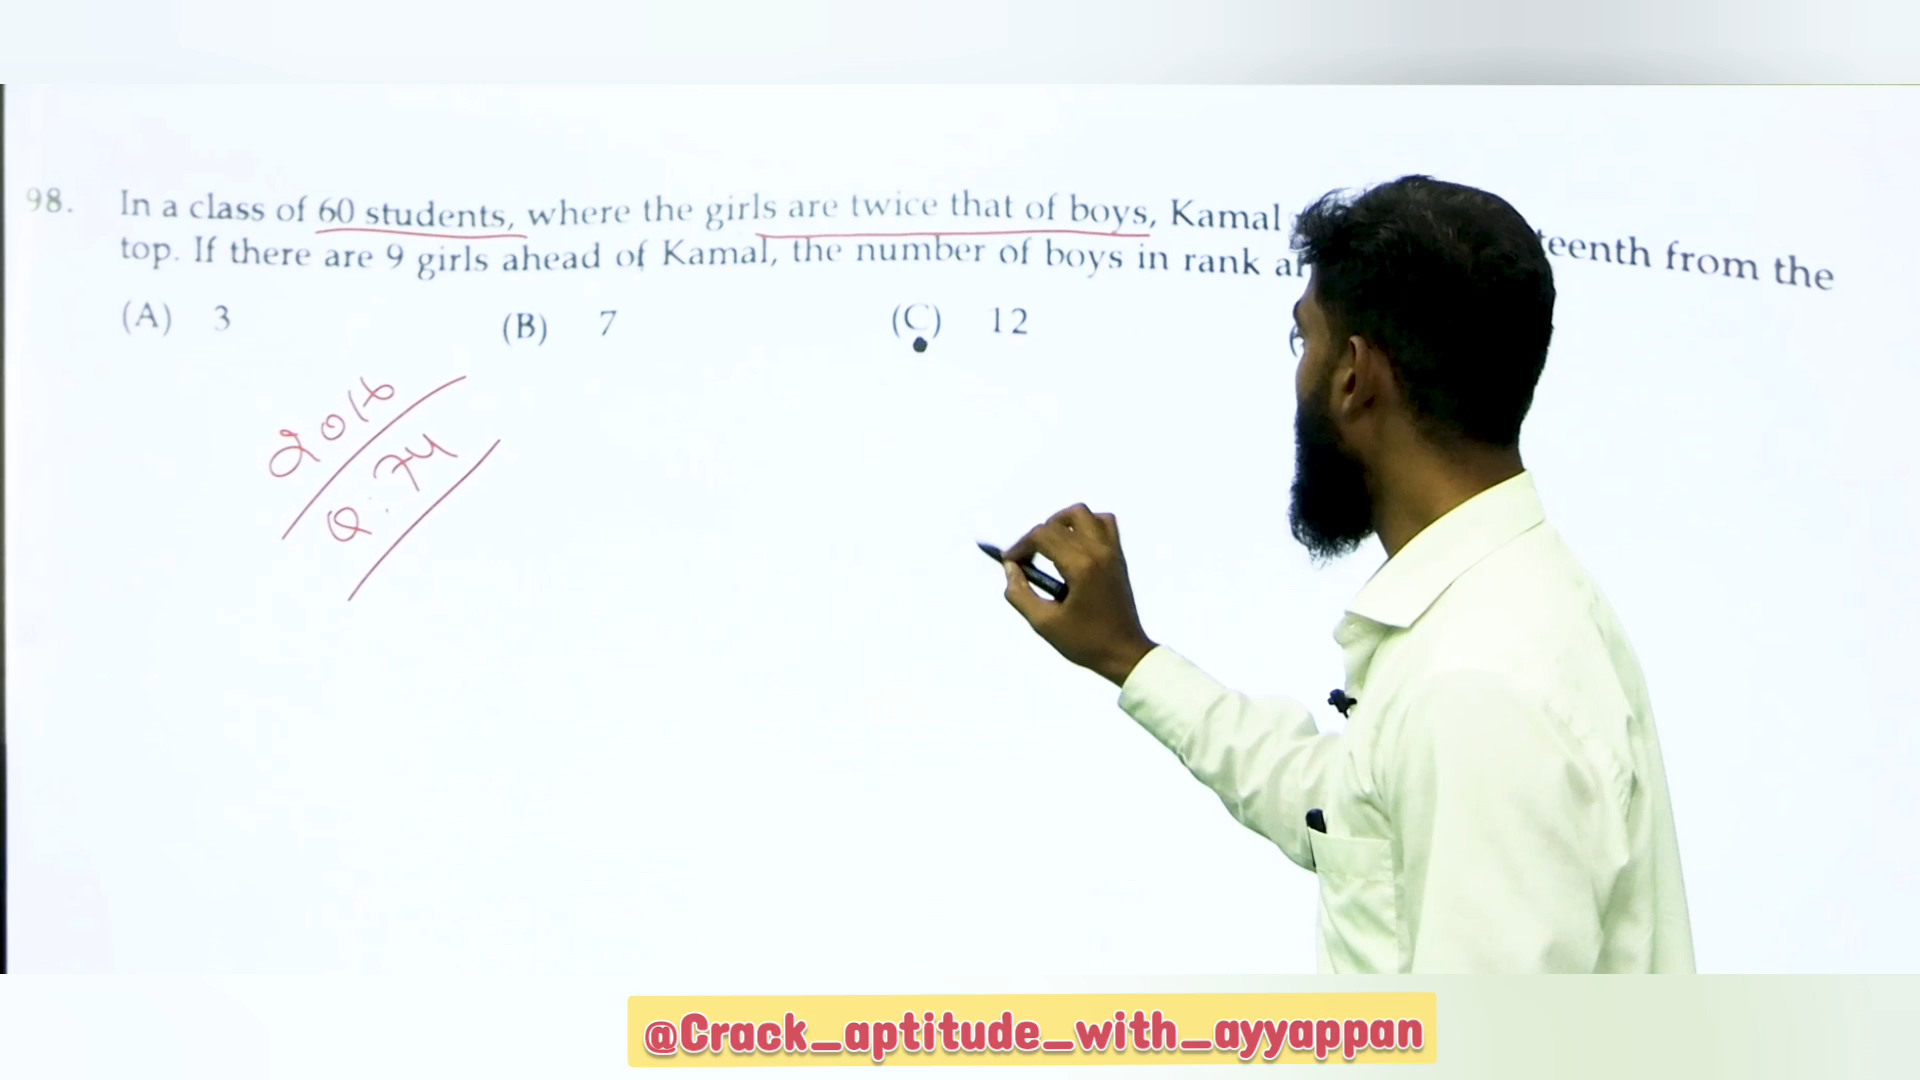 98. In a class of 60 students, where the girls are twice that of boys, Kamal teenth from the
top. If there are 9 girls ahead of Kamal, the number of boys in rank
(A) 3 (B) 7 (C) 12
2016
Q: 74
@Crack_aptitude_with_ayyappan